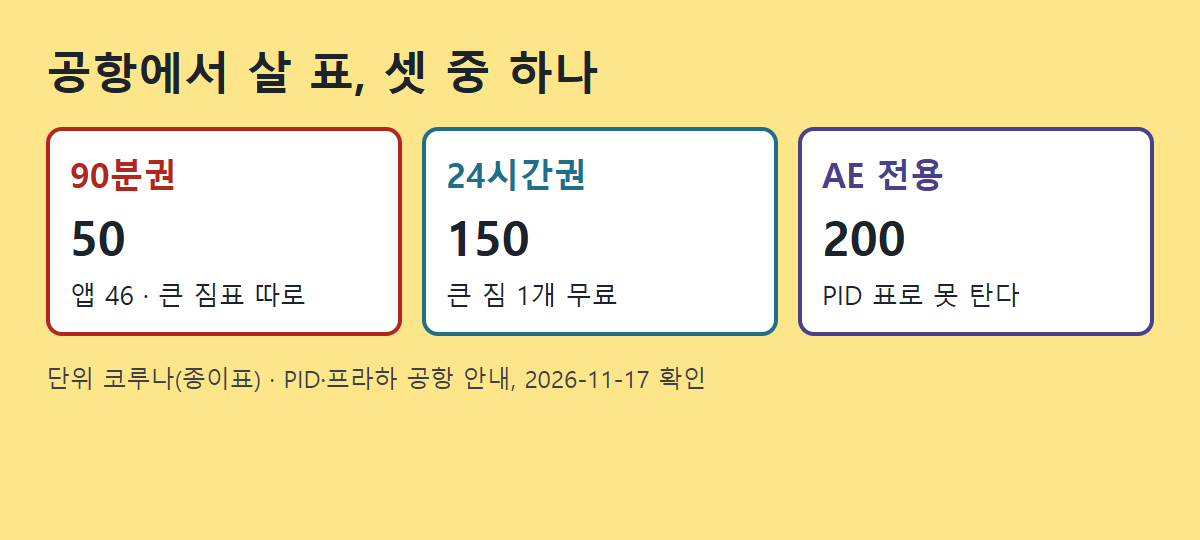 공항에서 살 표, 셋 중 하나
90분권
50
앱 46 · 큰 짐표 따로
24시간권
150
큰 짐 1개 무료
AE 전용
200
PID 표로 못 탄다
단위 코루나(종이표) · PID·프라하 공항 안내, 2026-11-17 확인